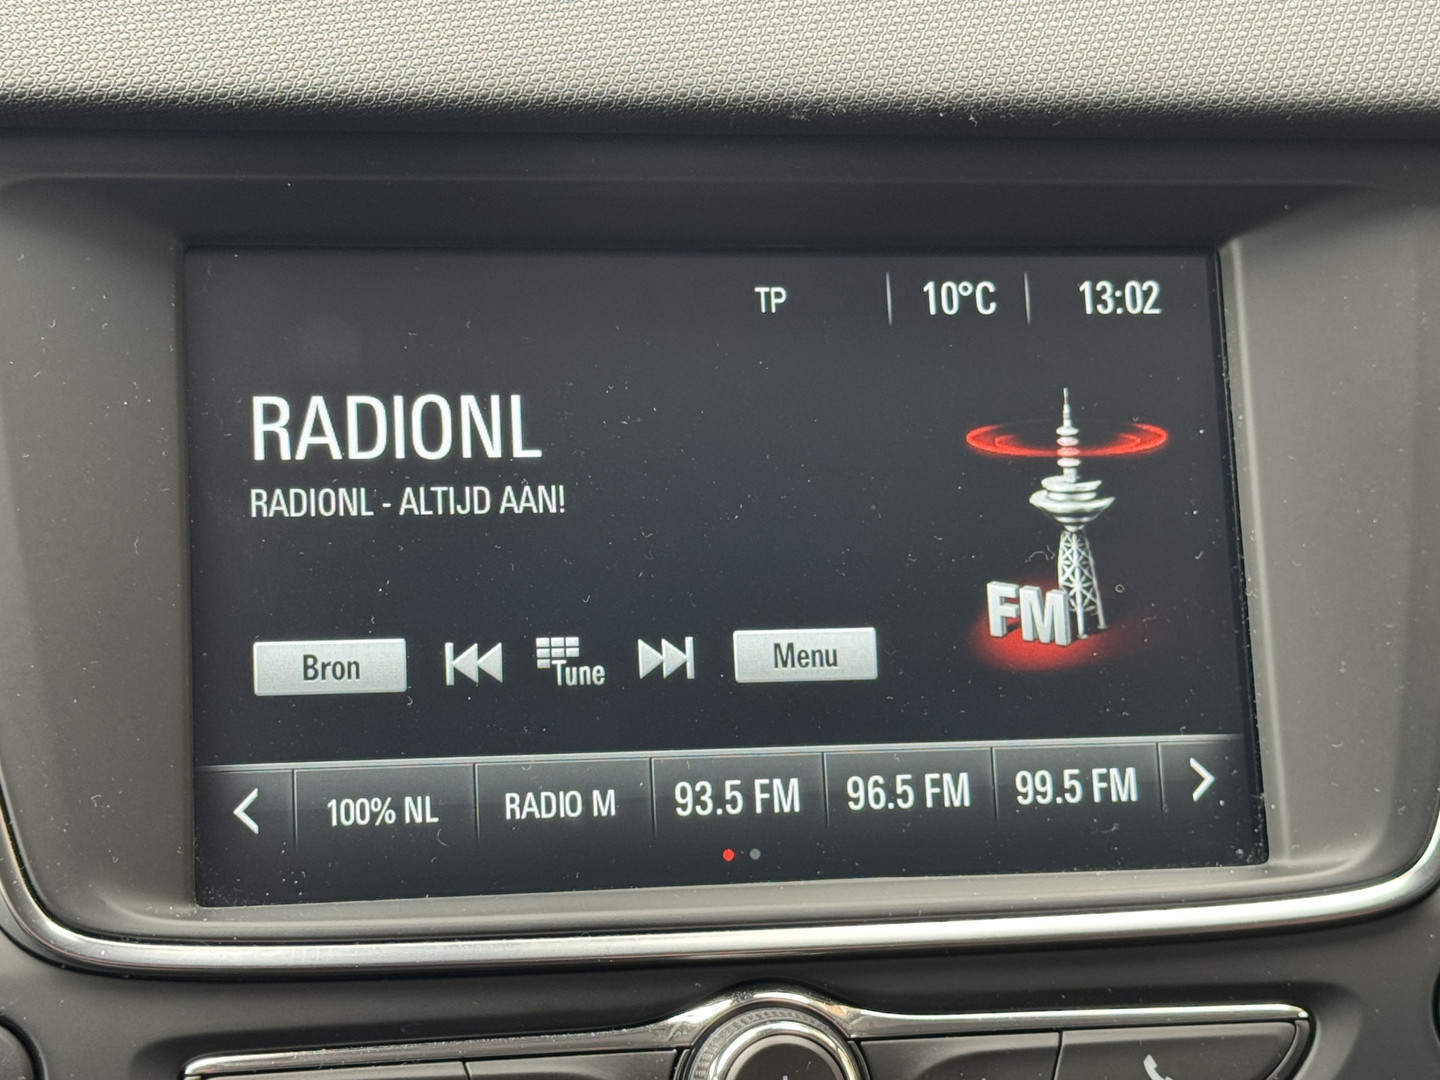 TP 10°C 13:02
RADIONL
RADIONL - ALTIJD AAN!
FM
Bron Tune Menu
100% NL RADIO M 93.5 FM 96.5 FM 99.5 FM